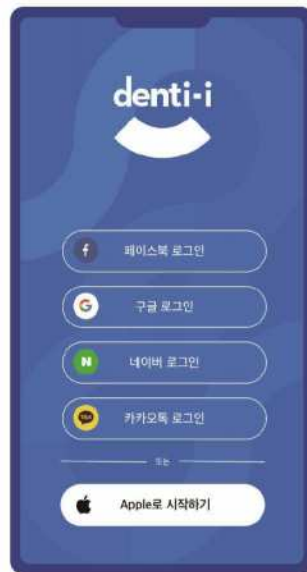 denti-i
페이스북 로그인
구글 로그인
네이버 로그인
카카오톡 로그인
또는
Apple로 시작하기